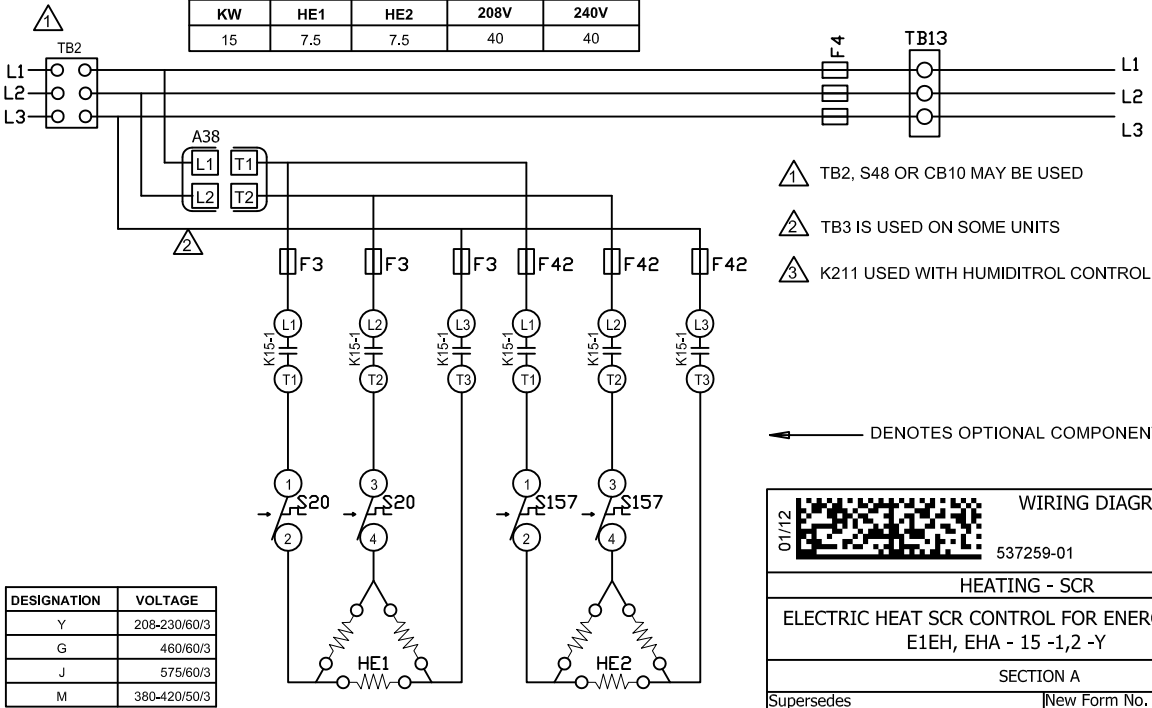 KW HE1 HE2 208V 240V
15 7.5 7.5 40 40
1
TB2
F4
TB13
L1 L1
L2 L2
L3 L3
A38
L1 T1
L2 T2
2
1 TB2, S48 OR CB10 MAY BE USED
2 TB3 IS USED ON SOME UNITS
3 K211 USED WITH HUMIDITROL CONTROL
F3 F3 F3 F42 F42 F42
L1 L2 L3 L1 L2 L3
K15-1 K15-1 K15-1 K15-1 K15-1 K15-1
T1 T2 T3 T1 T2 T3
DENOTES OPTIONAL COMPONEN
1 3 1 3
S20 S20 S157 S157
2 4 2 4
HE1 HE2
DESIGNATION VOLTAGE
Y 208-230/60/3
G 460/60/3
J 575/60/3
M 380-420/50/3
01/12
WIRING DIAGR
537259-01
HEATING - SCR
ELECTRIC HEAT SCR CONTROL FOR ENER
E1EH, EHA - 15 -1,2 -Y
SECTION A
Supersedes New Form No.